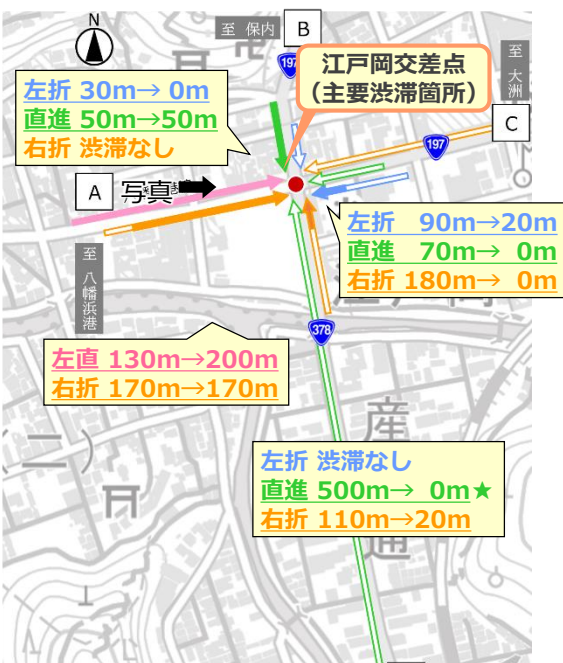 N
至 保内
B
197
江戸岡交差点
(主要渋滞箇所)
至 大洲
左折 30m→ 0m
直進 50m→50m
右折 渋滞なし
C
197
A
写真
左折 90m→20m
直進 70m→ 0m
右折 180m→ 0m
至 八幡浜港
378
左直 130m→200m
右折 170m→170m
産
左折 渋滞なし
直進 500m→ 0m★
右折 110m→20m
通
(二)